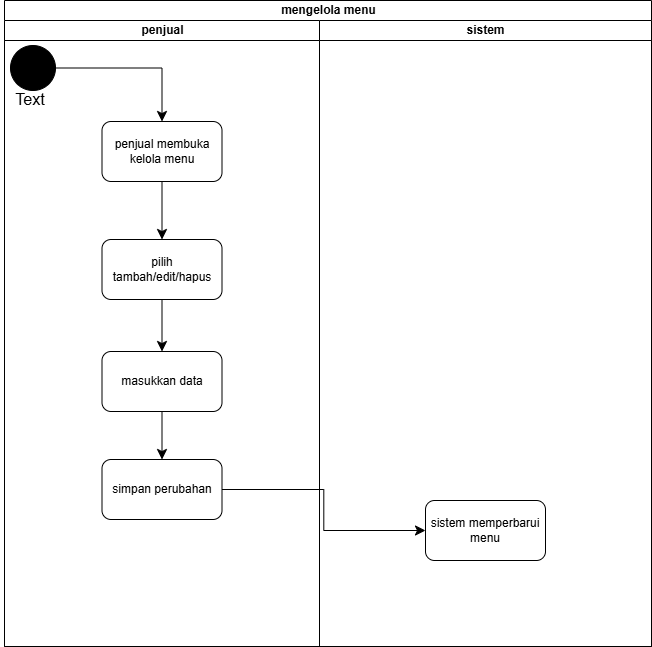 mengelola menu
penjual
sistem
Text
penjual membuka
kelola menu
pilih
tambah/edit/hapus
masukkan data
simpan perubahan
sistem memperbarui
menu